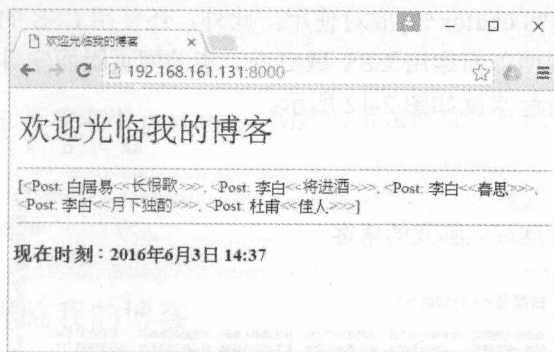 欢迎光临我的博客
192.168.161.131:8000
欢迎光临我的博客
[<Post: 白居易<<长恨歌>>>, <Post: 李白<<将进酒>>>, <Post: 李白<<春思>>>,
<Post: 李白<<月下独酌>>>, <Post: 杜甫<<佳人>>>]
现在时刻：2016年6月3日 14:37